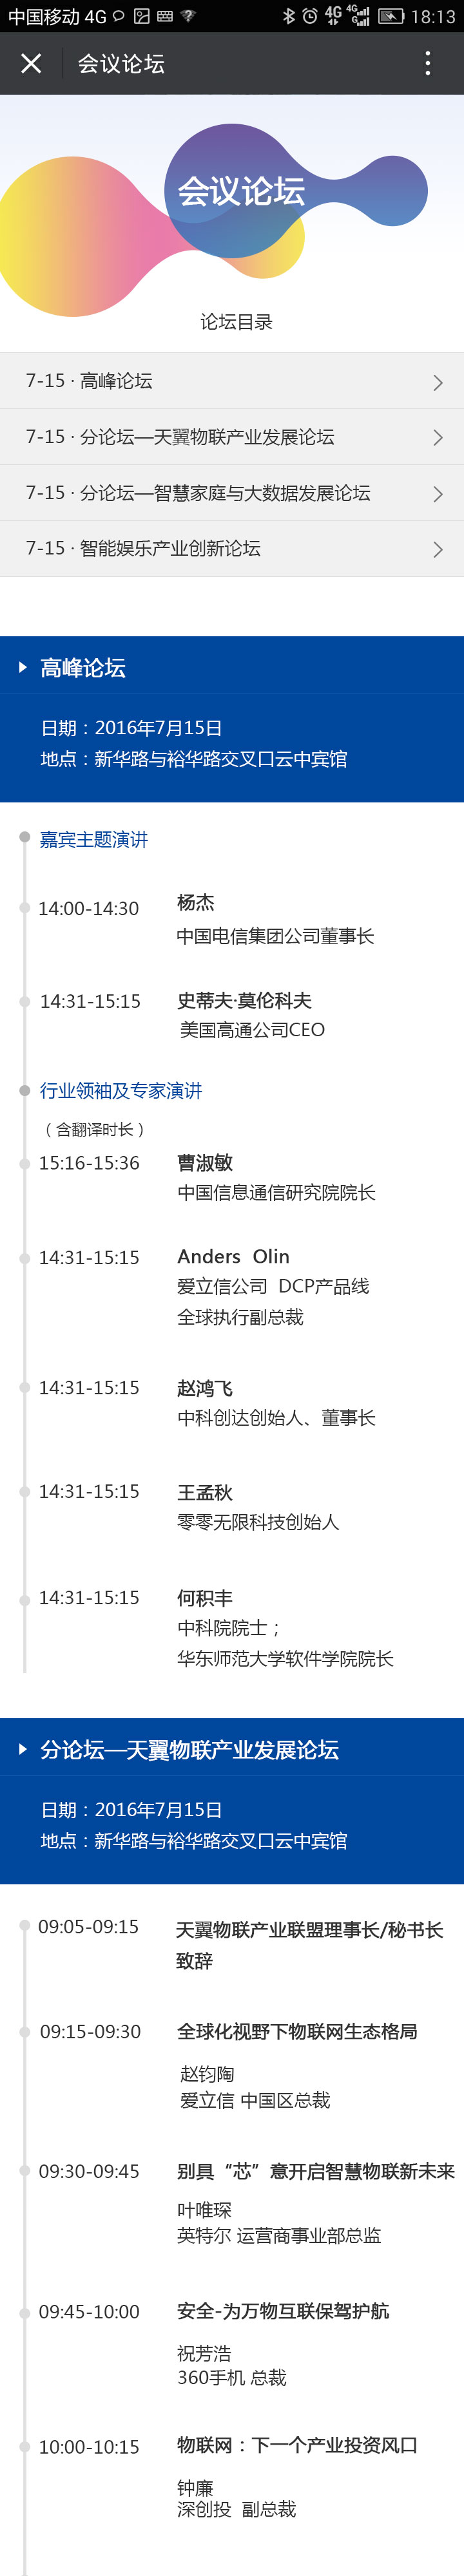 中国移动 4G
4G 4G G 18:13
会议论坛
会议论坛
论坛目录
7-15 · 高峰论坛
7-15 · 分论坛—天翼物联产业发展论坛
7-15 · 分论坛—智慧家庭与大数据发展论坛
7-15 · 智能娱乐产业创新论坛
高峰论坛
日期：2016年7月15日
地点：新华路与裕华路交叉口云中宾馆
嘉宾主题演讲
14:00-14:30 杨杰
中国电信集团公司董事长
14:31-15:15 史蒂夫·莫伦科夫
美国高通公司CEO
行业领袖及专家演讲
（含翻译时长）
15:16-15:36 曹淑敏
中国信息通信研究院院长
14:31-15:15 Anders Olin
爱立信公司 DCP产品线
全球执行副总裁
14:31-15:15 赵鸿飞
中科创达创始人、董事长
14:31-15:15 王孟秋
零零无限科技创始人
14:31-15:15 何积丰
中科院院士；
华东师范大学软件学院院长
分论坛—天翼物联产业发展论坛
日期：2016年7月15日
地点：新华路与裕华路交叉口云中宾馆
09:05-09:15 天翼物联产业联盟理事长/秘书长
致辞
09:15-09:30 全球化视野下物联网生态格局
赵钧陶
爱立信 中国区总裁
09:30-09:45 别具“芯”意开启智慧物联新未来
叶唯琛
英特尔 运营商事业部总监
09:45-10:00 安全-为万物互联保驾护航
祝芳浩
360手机 总裁
10:00-10:15 物联网：下一个产业投资风口
钟廉
深创投 副总裁